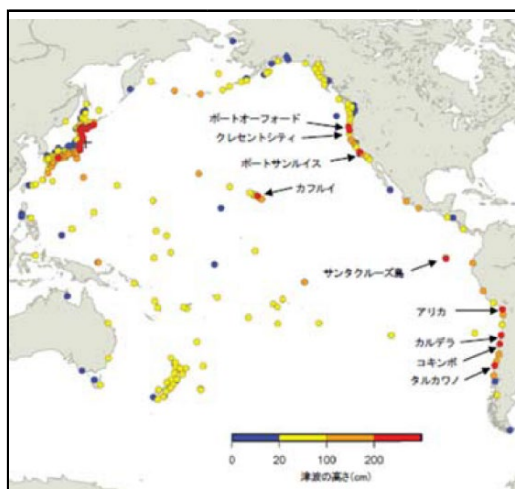 ポートオーフォード
クレセントシティ
ポートサンルイス
カフルイ
サンタクルーズ島
アリカ
カルデラ
コキンボ
タルカワノ
0 20 100 200
津波の高さ(cm)